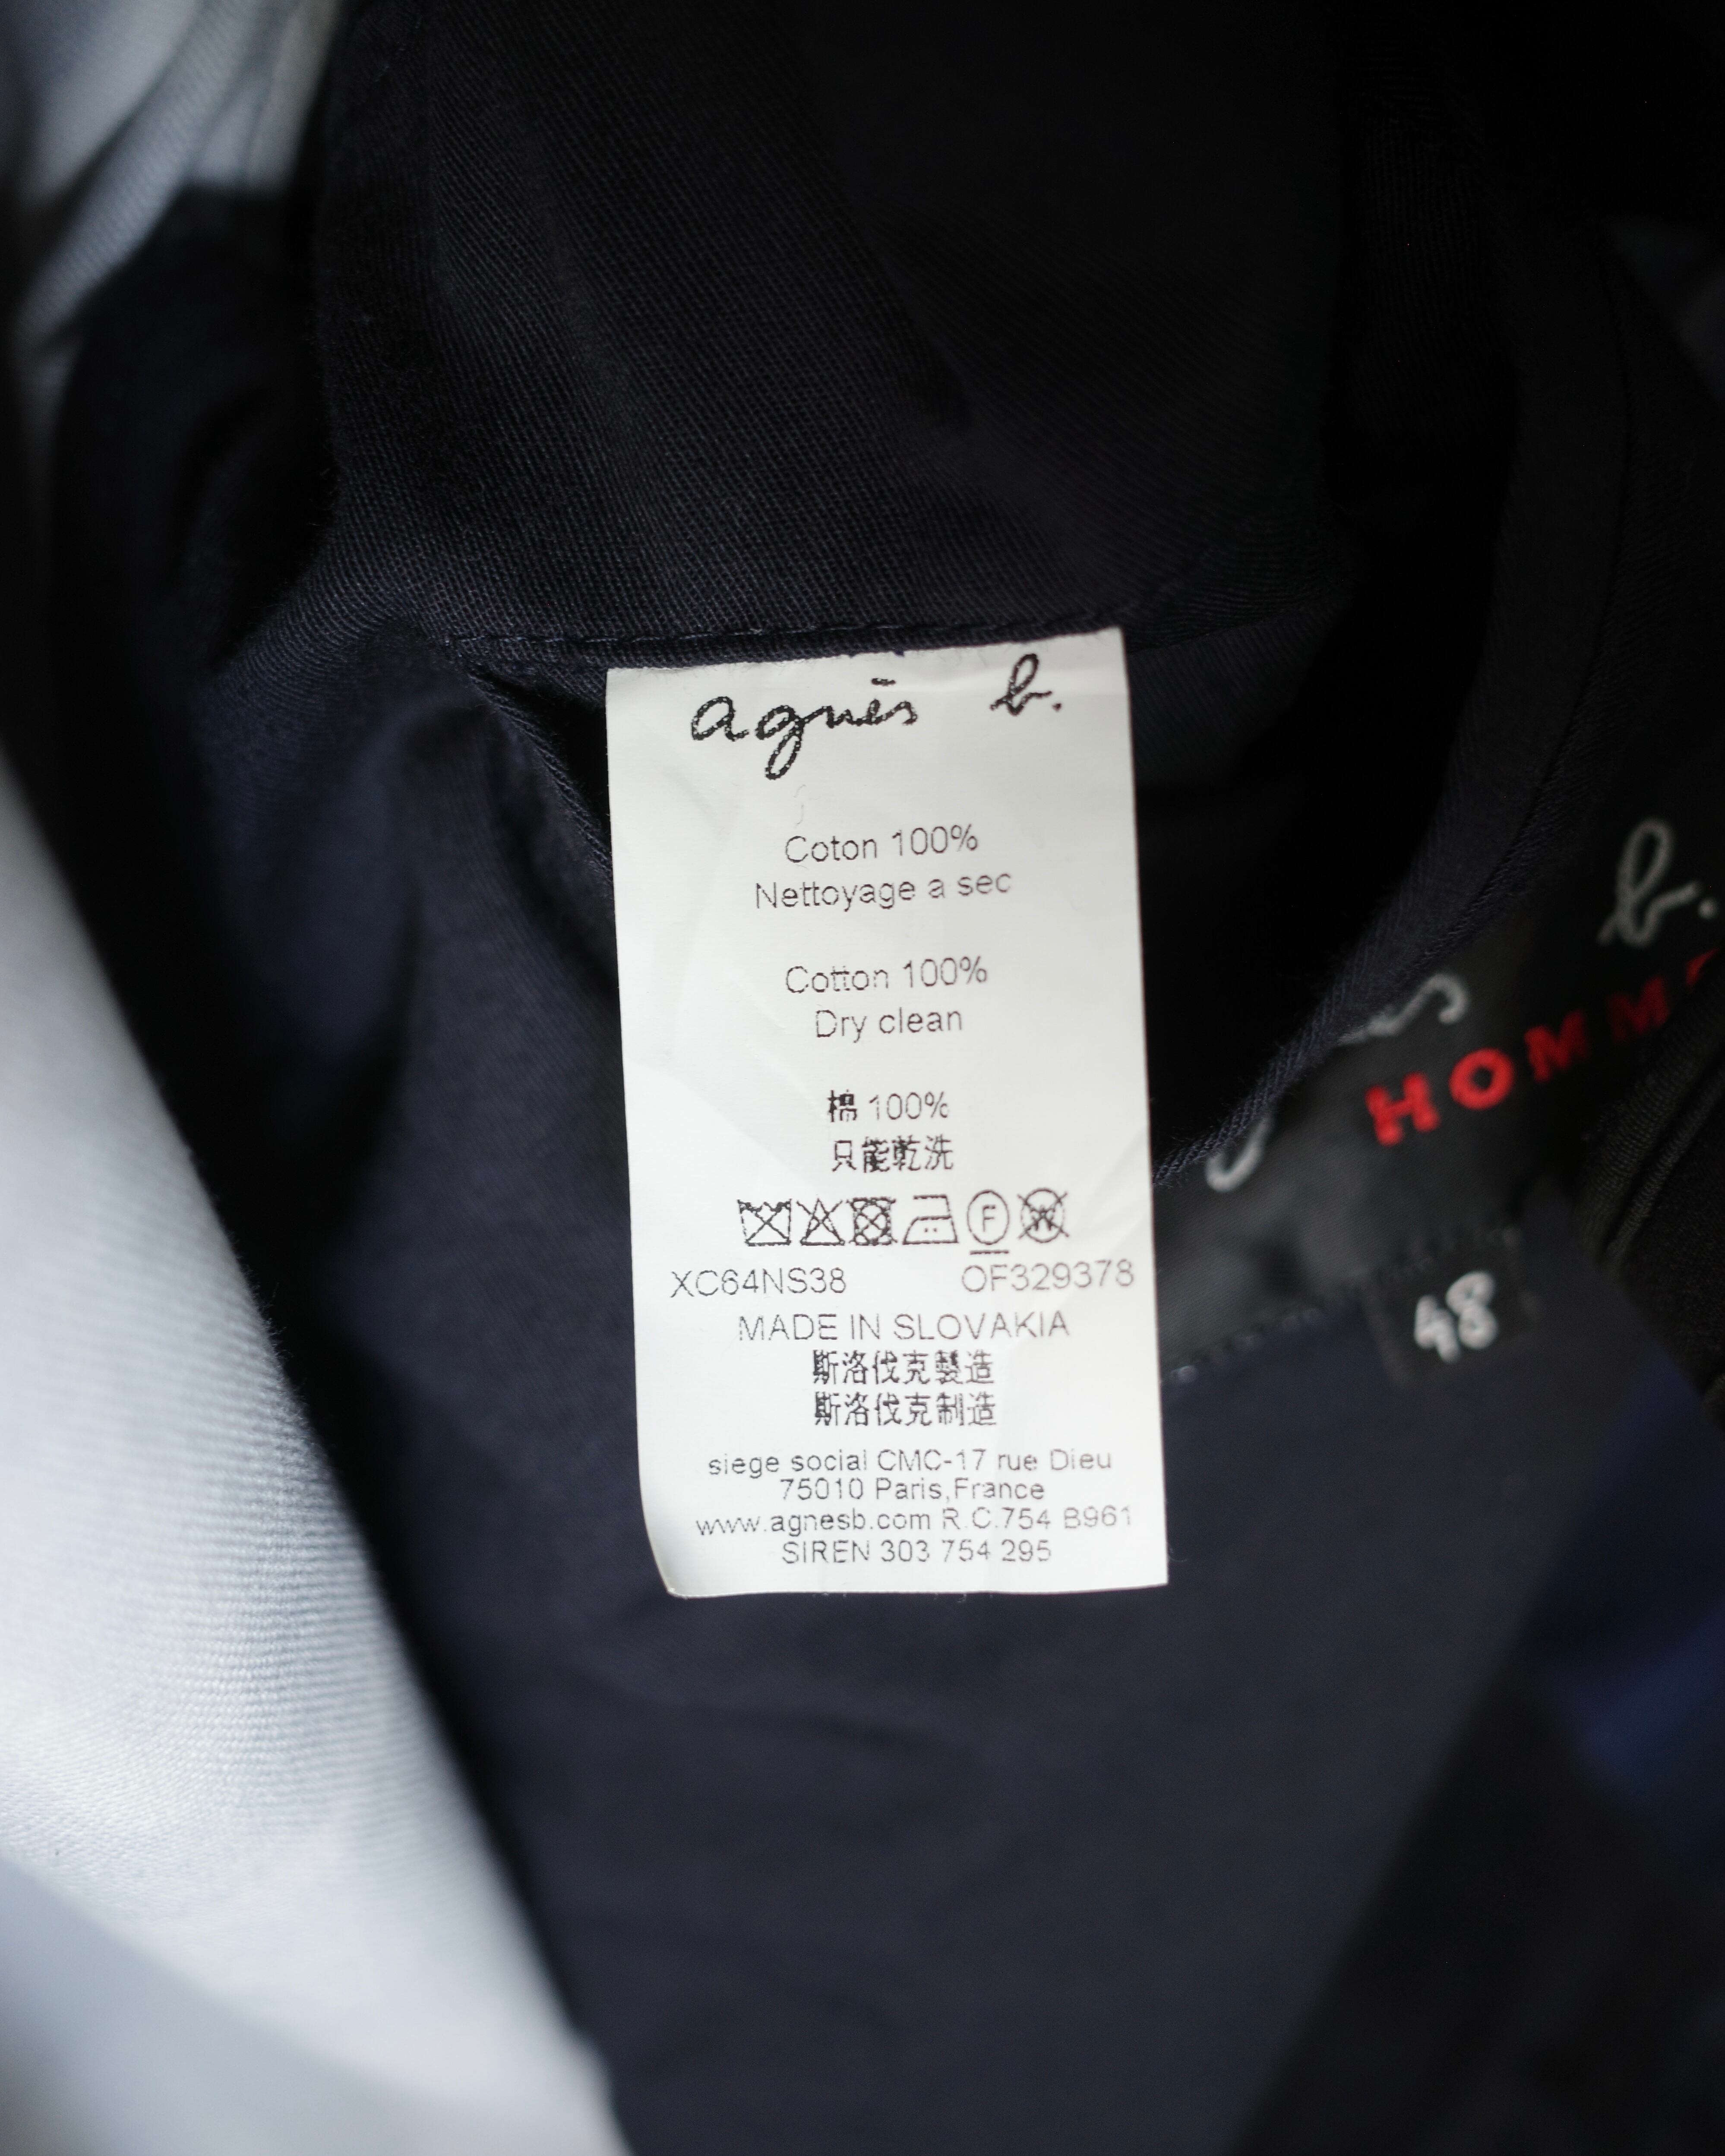 agnès b.
Coton 100%
Nettoyage a sec
Cotton 100%
Dry clean
棉 100%
只能乾洗
F W
XC64NS38 OF329378
MADE IN SLOVAKIA
斯洛伐克製造
斯洛伐克制造
siege social CMC-17 rue Dieu
75010 Paris,France
www.agnesb.com R.C.754 B961
SIREN 303 754 295
b.
HOMM
48